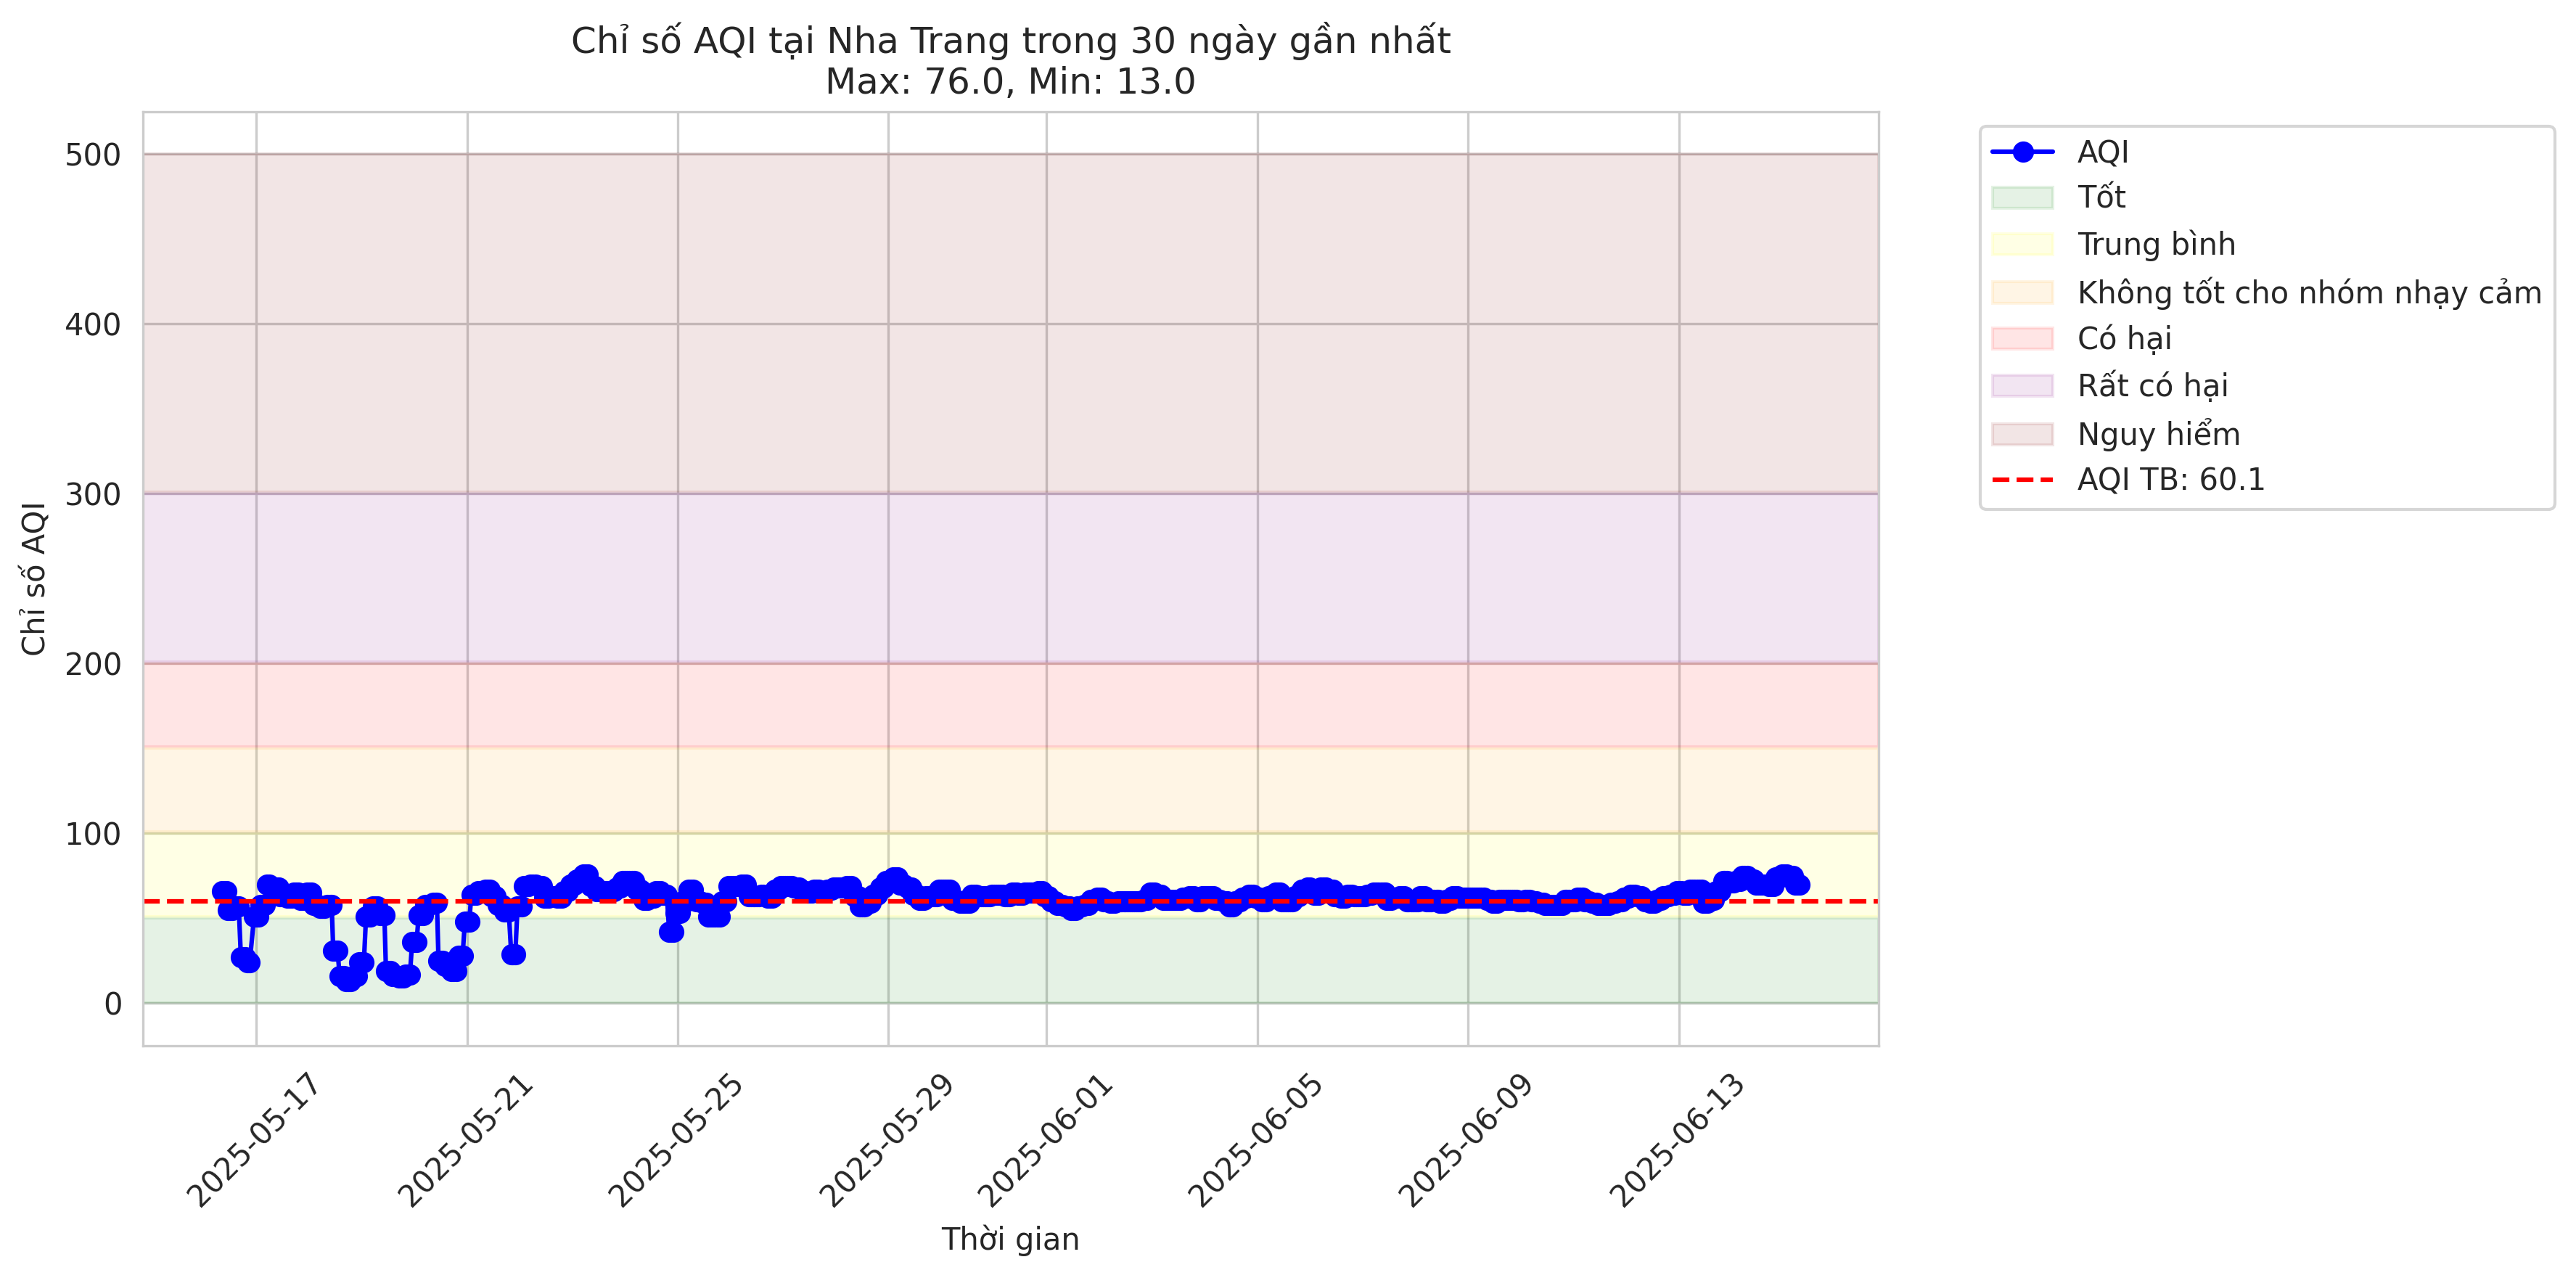 Chỉ số AQI tại Nha Trang trong 30 ngày gần nhất
Max: 76.0, Min: 13.0
Chỉ số AQI
500
400
300
200
100
0
2025-05-17
2025-05-21
2025-05-25
2025-05-29
2025-06-01
2025-06-05
2025-06-09
2025-06-13
Thời gian
AQI
Tốt
Trung bình
Không tốt cho nhóm nhạy cảm
Có hại
Rất có hại
Nguy hiểm
AQI TB: 60.1